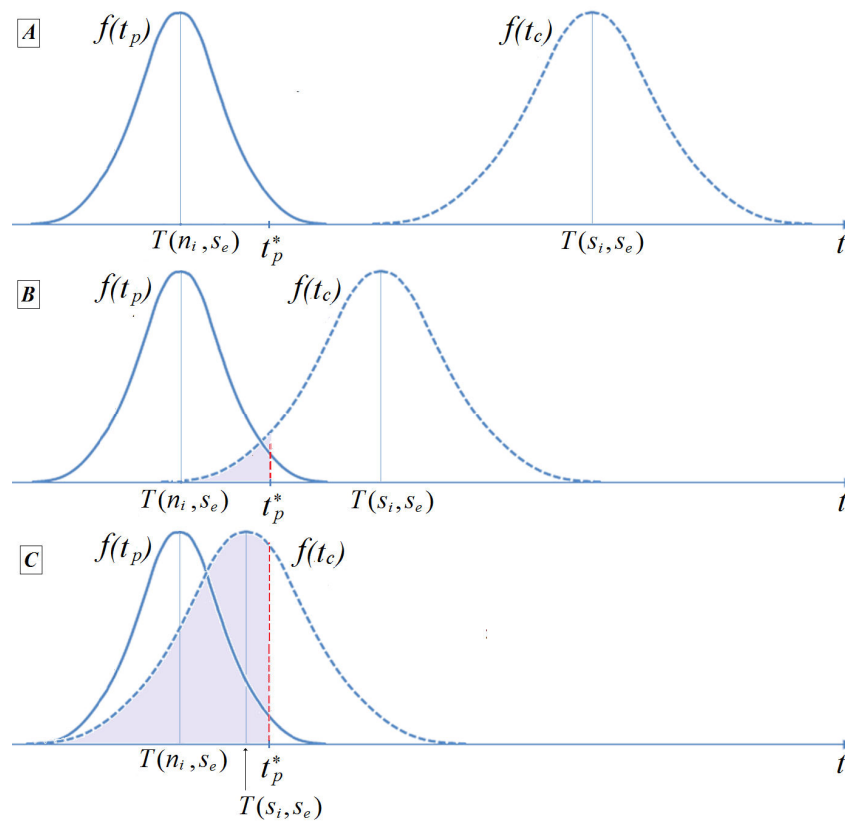 A f(t_p) f(t_c)
T(n_i,s_e) t_p^* T(s_i,s_e) t
B f(t_p) f(t_c)
T(n_i,s_e) t_p^* T(s_i,s_e) t
C f(t_p) f(t_c)
T(n_i,s_e) t_p^* t
T(s_i,s_e)